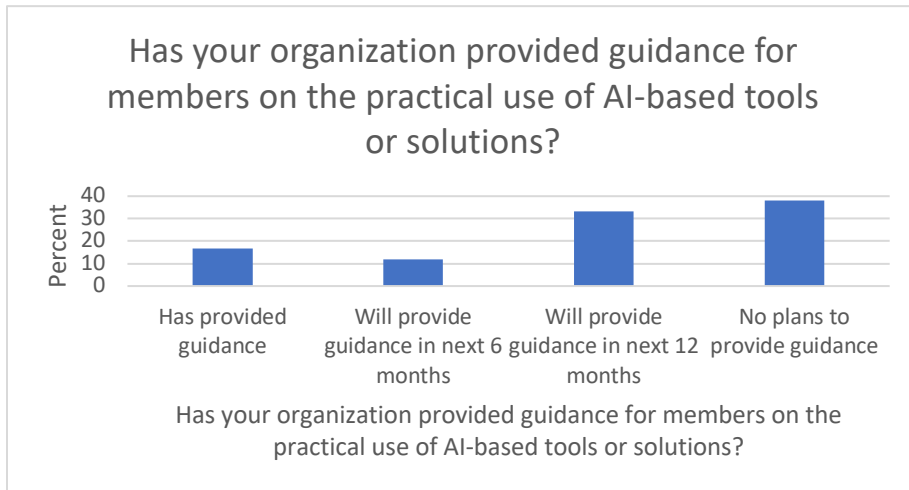 Has your organization provided guidance for
members on the practical use of AI-based tools
or solutions?
Percent
40
30
20
10
0
Has provided
guidance
Will provide
guidance in next 6
months
Will provide
guidance in next 12
months
No plans to
provide guidance
Has your organization provided guidance for members on the
practical use of AI-based tools or solutions?